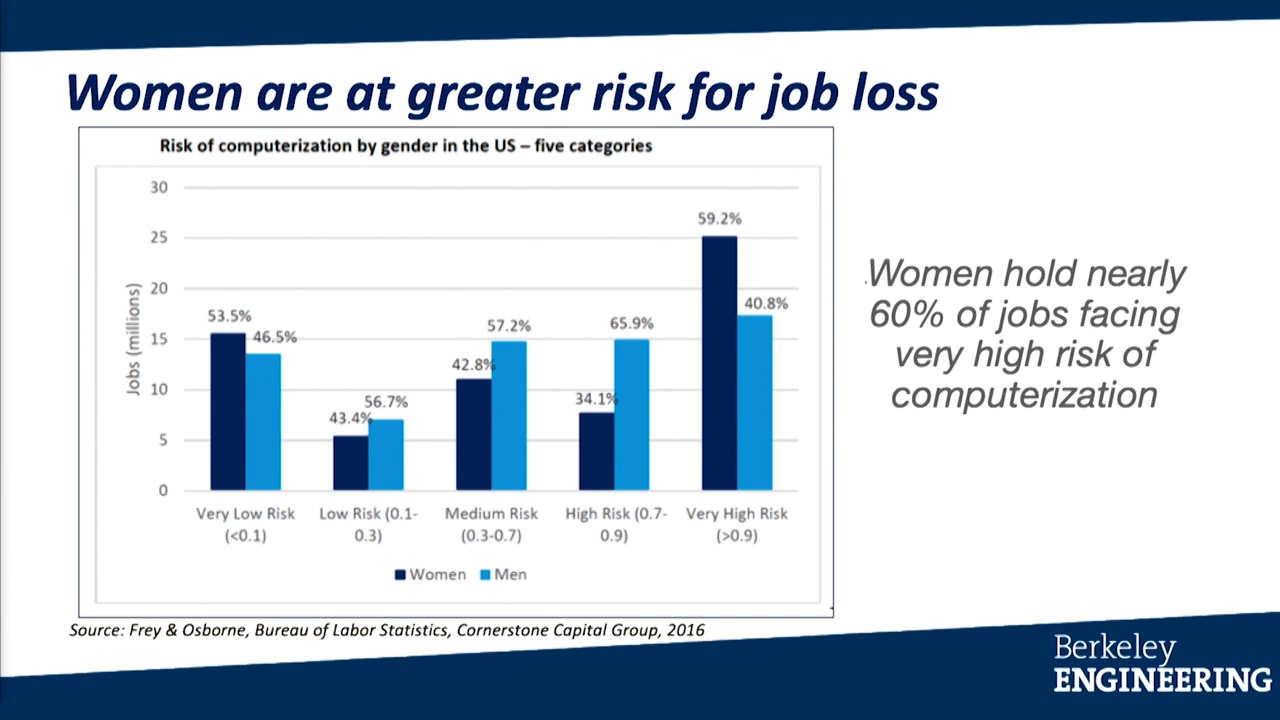 Women are at greater risk for job loss
Risk of computerization by gender in the US – five categories
30
25
20
15
10
5
0
Jobs (millions)
53.5%
46.5%
43.4%
56.7%
42.8%
57.2%
34.1%
65.9%
59.2%
40.8%
Very Low Risk
(<0.1)
Low Risk (0.1-
0.3)
Medium Risk
(0.3-0.7)
High Risk (0.7-
0.9)
Very High Risk
(>0.9)
Women
Men
Women hold nearly
60% of jobs facing
very high risk of
computerization
Source: Frey & Osborne, Bureau of Labor Statistics, Cornerstone Capital Group, 2016
Berkeley
ENGINEERING